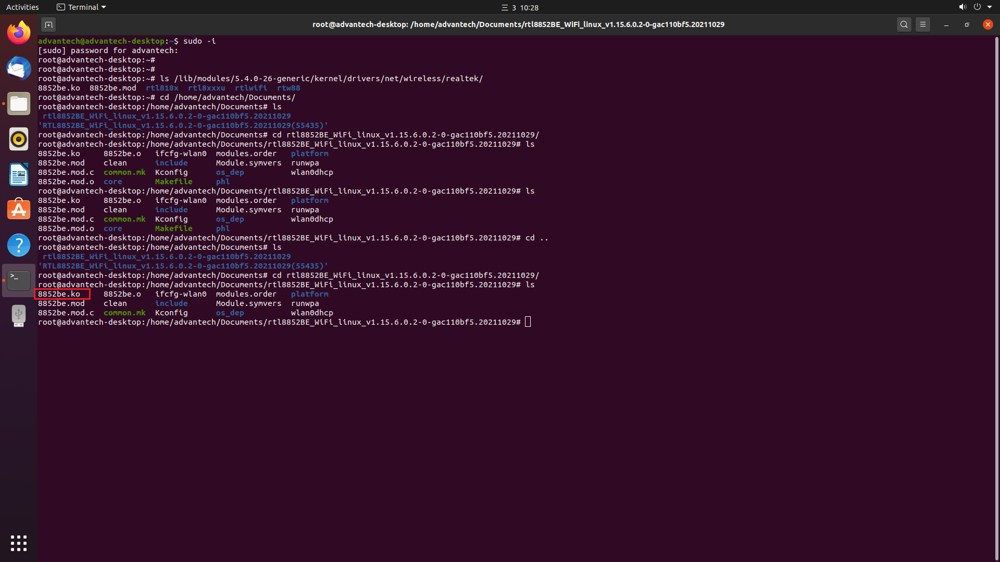 Activities Terminal 三 3 10:28
root@advantech-desktop: /home/advantech/Documents/rtl8852BE_WiFi_linux_v1.15.6.0.2-0-gac110bf5.20211029
advantech@advantech-desktop:~$ sudo -i
[sudo] password for advantech:
root@advantech-desktop:~#
root@advantech-desktop:~#
root@advantech-desktop:~# ls /lib/modules/5.4.0-26-generic/kernel/drivers/net/wireless/realtek/
8852be.ko 8852be.mod rtl818x rtl8xxxu rtlwifi rtw88
root@advantech-desktop:~# cd /home/advantech/Documents/
root@advantech-desktop:/home/advantech/Documents# ls
rtl8852BE_WiFi_linux_v1.15.6.0.2-0-gac110bf5.20211029
'RTL8852BE_WiFi_linux_v1.15.6.0.2-0-gac110bf5.20211029(55435)'
root@advantech-desktop:/home/advantech/Documents# cd rtl8852BE_WiFi_linux_v1.15.6.0.2-0-gac110bf5.20211029/
root@advantech-desktop:/home/advantech/Documents/rtl8852BE_WiFi_linux_v1.15.6.0.2-0-gac110bf5.20211029# ls
8852be.ko 8852be.o ifcfg-wlan0 modules.order platform
8852be.mod clean include Module.symvers runwpa
8852be.mod.c common.mk Kconfig os_dep wlan0dhcp
8852be.mod.o core Makefile phl
root@advantech-desktop:/home/advantech/Documents/rtl8852BE_WiFi_linux_v1.15.6.0.2-0-gac110bf5.20211029# ls
8852be.ko 8852be.o ifcfg-wlan0 modules.order platform
8852be.mod clean include Module.symvers runwpa
8852be.mod.c common.mk Kconfig os_dep wlan0dhcp
8852be.mod.o core Makefile phl
root@advantech-desktop:/home/advantech/Documents/rtl8852BE_WiFi_linux_v1.15.6.0.2-0-gac110bf5.20211029# cd ..
root@advantech-desktop:/home/advantech/Documents# ls
rtl8852BE_WiFi_linux_v1.15.6.0.2-0-gac110bf5.20211029
'RTL8852BE_WiFi_linux_v1.15.6.0.2-0-gac110bf5.20211029(55435)'
root@advantech-desktop:/home/advantech/Documents# cd rtl8852BE_WiFi_linux_v1.15.6.0.2-0-gac110bf5.20211029/
root@advantech-desktop:/home/advantech/Documents/rtl8852BE_WiFi_linux_v1.15.6.0.2-0-gac110bf5.20211029# ls
8852be.ko 8852be.o ifcfg-wlan0 modules.order platform
8852be.mod clean include Module.symvers runwpa
8852be.mod.c common.mk Kconfig os_dep wlan0dhcp
root@advantech-desktop:/home/advantech/Documents/rtl8852BE_WiFi_linux_v1.15.6.0.2-0-gac110bf5.20211029#